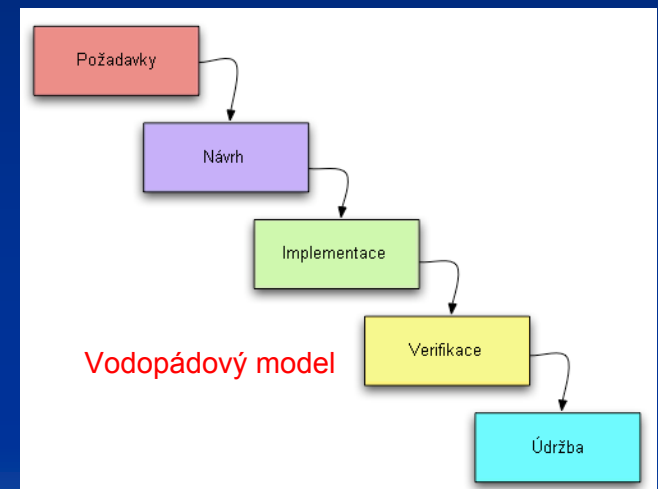 Požadavky
Návrh
Implementace
Verifikace
Vodopádový model
Údržba